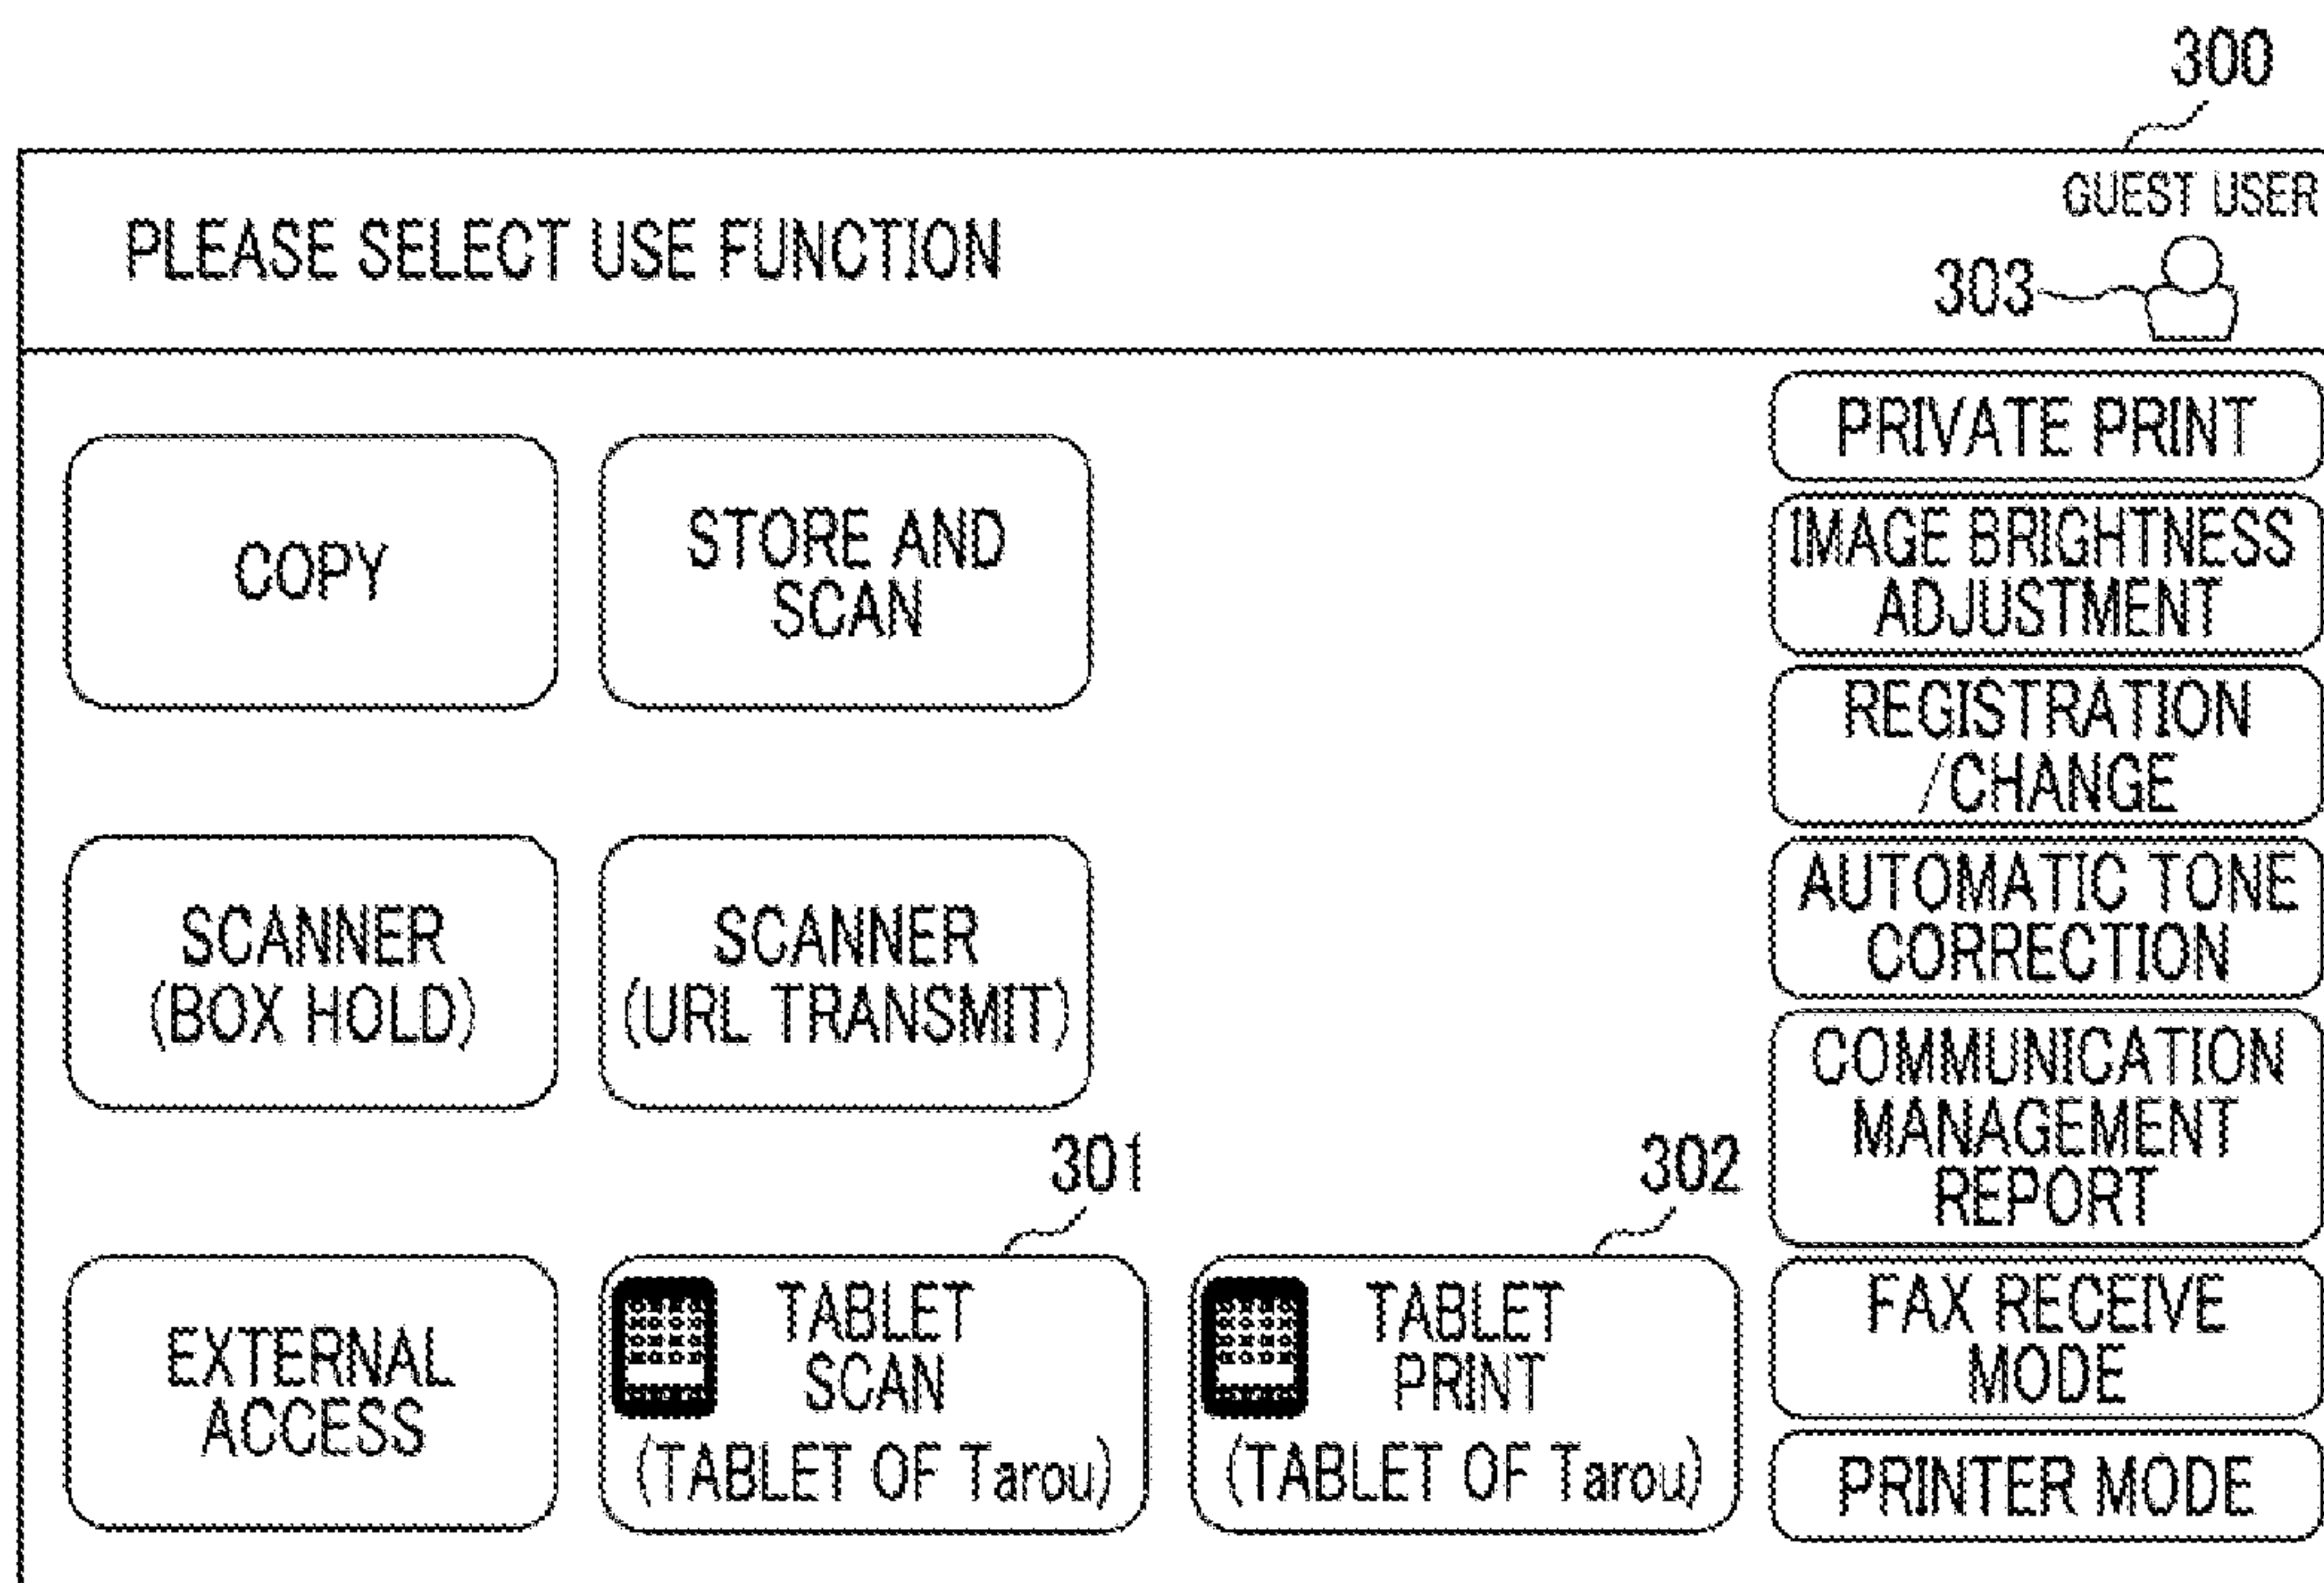 300
PLEASE SELECT USE FUNCTION
GUEST USER
303
COPY
STORE AND
SCAN
SCANNER
(BOX HOLD)
SCANNER
(URL TRANSMIT)
301
302
EXTERNAL
ACCESS
TABLET
SCAN
(TABLET OF Tarou)
TABLET
PRINT
(TABLET OF Tarou)
PRIVATE PRINT
IMAGE BRIGHTNESS
ADJUSTMENT
REGISTRATION
/CHANGE
AUTOMATIC TONE
CORRECTION
COMMUNICATION
MANAGEMENT
REPORT
FAX RECEIVE
MODE
PRINTER MODE